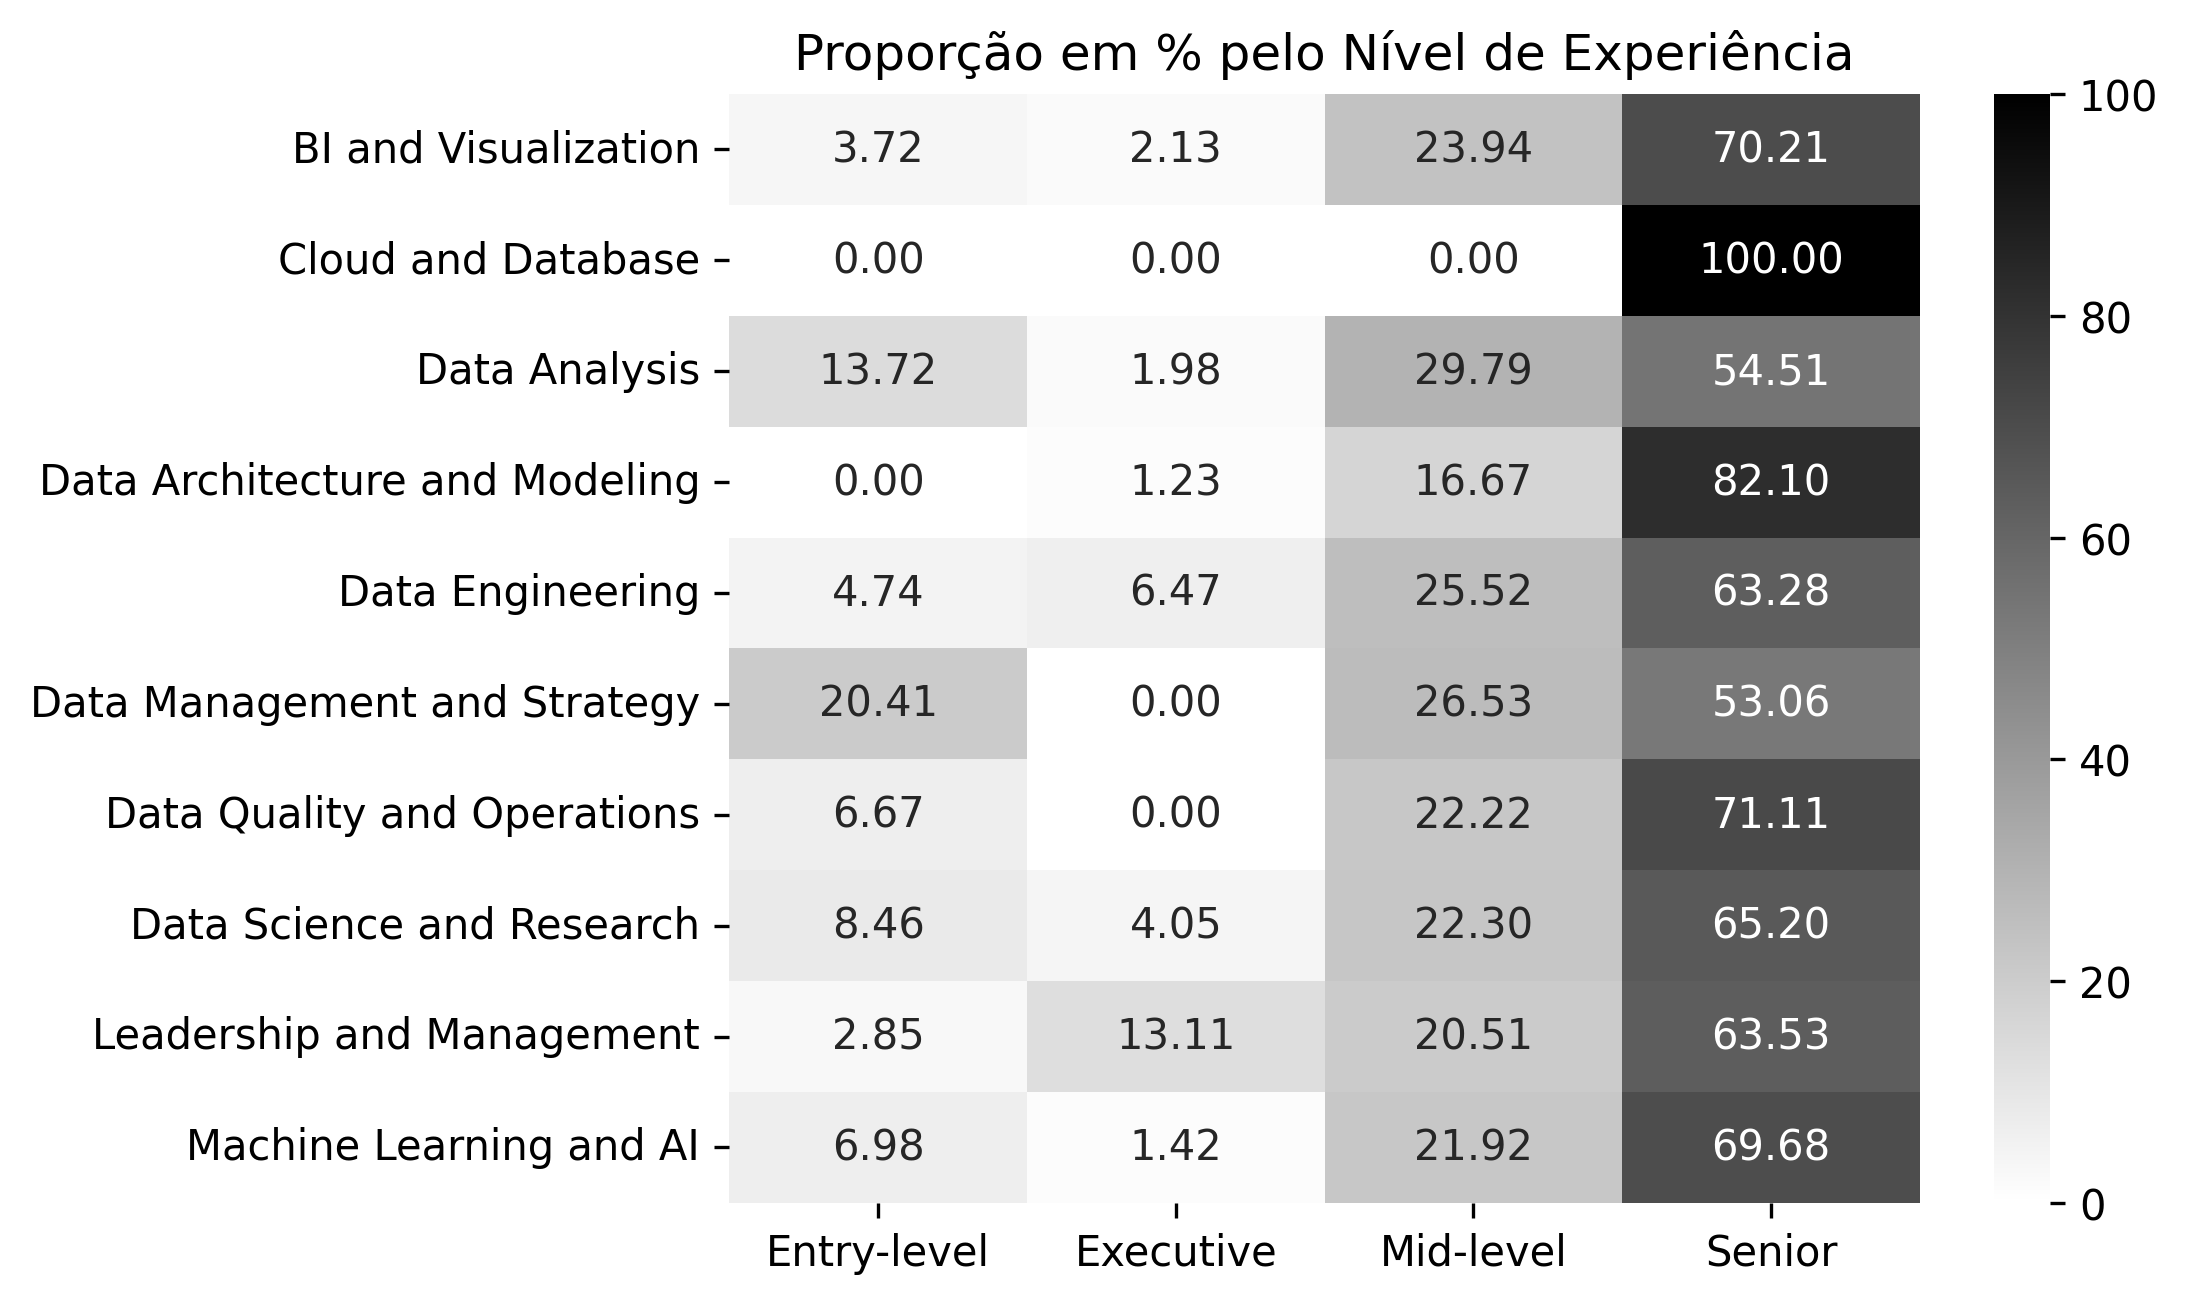 Proporção em % pelo Nível de Experiência
BI and Visualization 3.72 2.13 23.94 70.21
Cloud and Database 0.00 0.00 0.00 100.00
Data Analysis 13.72 1.98 29.79 54.51
Data Architecture and Modeling 0.00 1.23 16.67 82.10
Data Engineering 4.74 6.47 25.52 63.28
Data Management and Strategy 20.41 0.00 26.53 53.06
Data Quality and Operations 6.67 0.00 22.22 71.11
Data Science and Research 8.46 4.05 22.30 65.20
Leadership and Management 2.85 13.11 20.51 63.53
Machine Learning and AI 6.98 1.42 21.92 69.68
Entry-level Executive Mid-level Senior
100
80
60
40
20
0